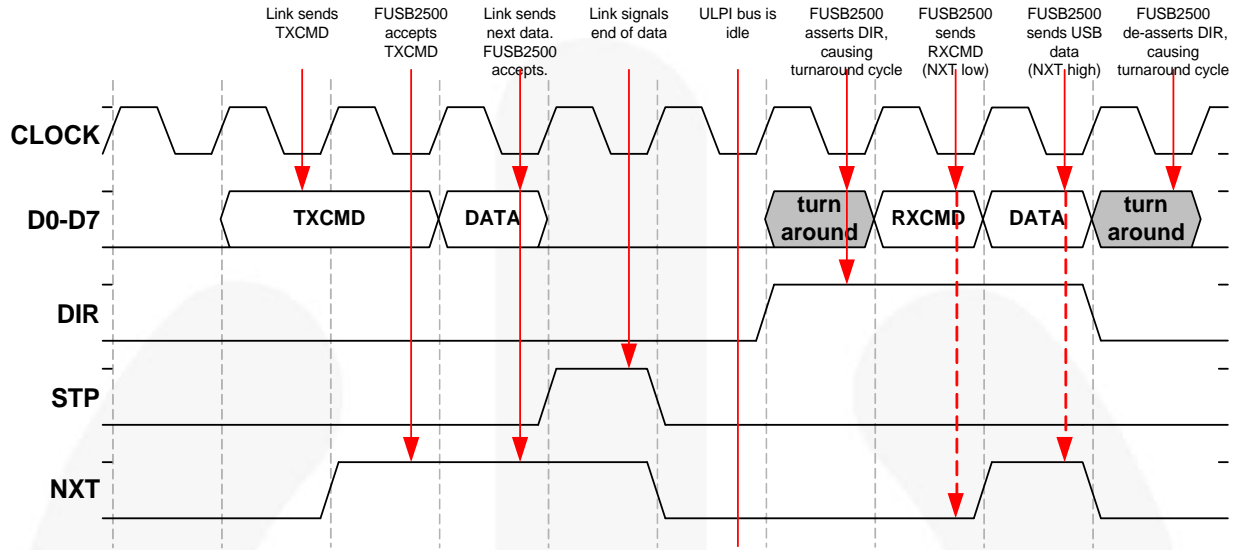 Link sends
TXCMD
FUSB2500
accepts
TXCMD
Link sends
next data.
FUSB2500
accepts.
Link signals
end of data
ULPI bus is
idle
FUSB2500
asserts DIR,
causing
turnaround cycle
FUSB2500
sends
RXCMD
(NXT low)
FUSB2500
sends USB
data
(NXT high)
FUSB2500
de-asserts DIR,
causing
turnaround cycle
CLOCK
D0-D7
TXCMD
DATA
turn
around
RXCMD
DATA
turn
around
DIR
STP
NXT